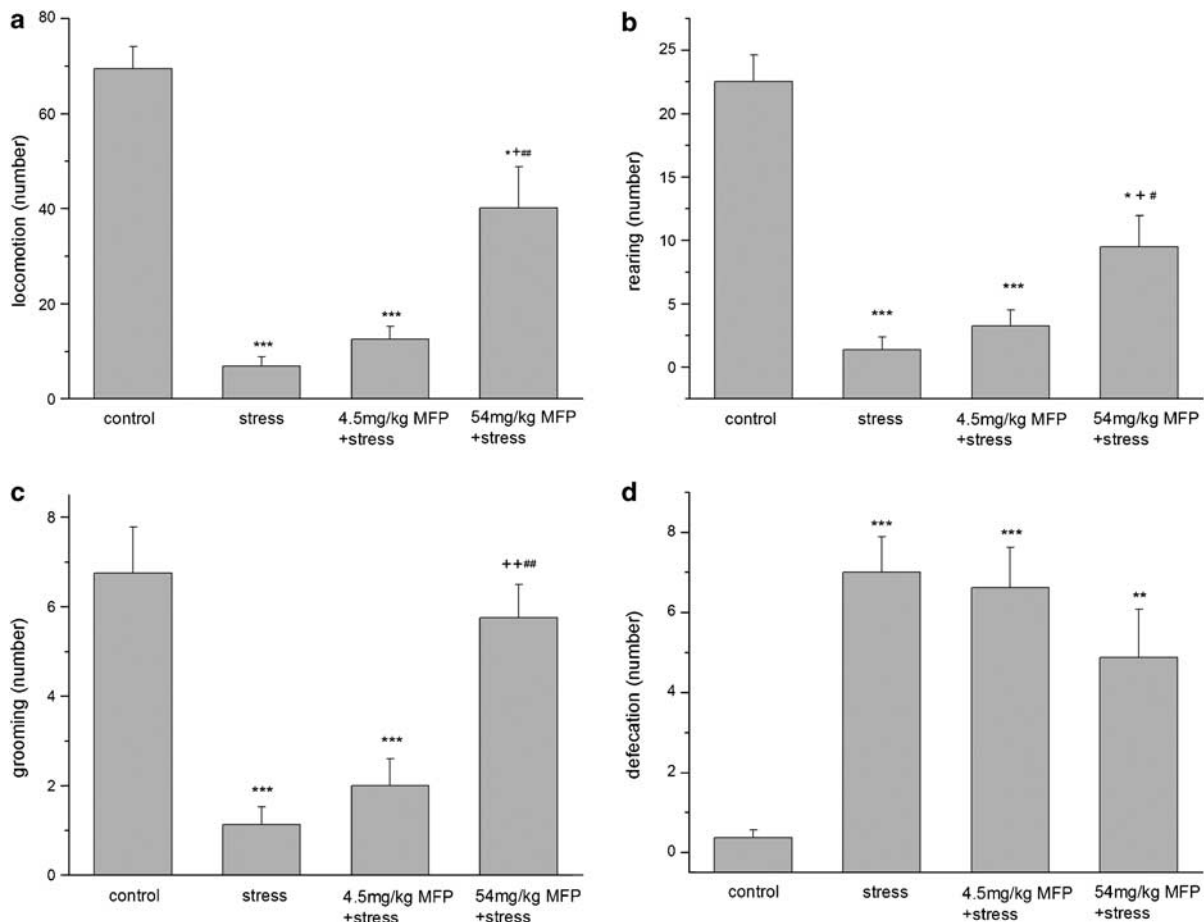 a
80
60
40
20
0
locomotion (number)
***
***
*+##
control
stress
4.5mg/kg MFP
+stress
54mg/kg MFP
+stress
b
25
20
15
10
5
0
rearing (number)
***
***
* + #
control
stress
4.5mg/kg MFP
+stress
54mg/kg MFP
+stress
c
8
6
4
2
0
grooming (number)
***
***
++##
control
stress
4.5mg/kg MFP
+stress
54mg/kg MFP
+stress
d
8
6
4
2
0
defecation (number)
***
***
**
control
stress
4.5mg/kg MFP
+stress
54mg/kg MFP
+stress